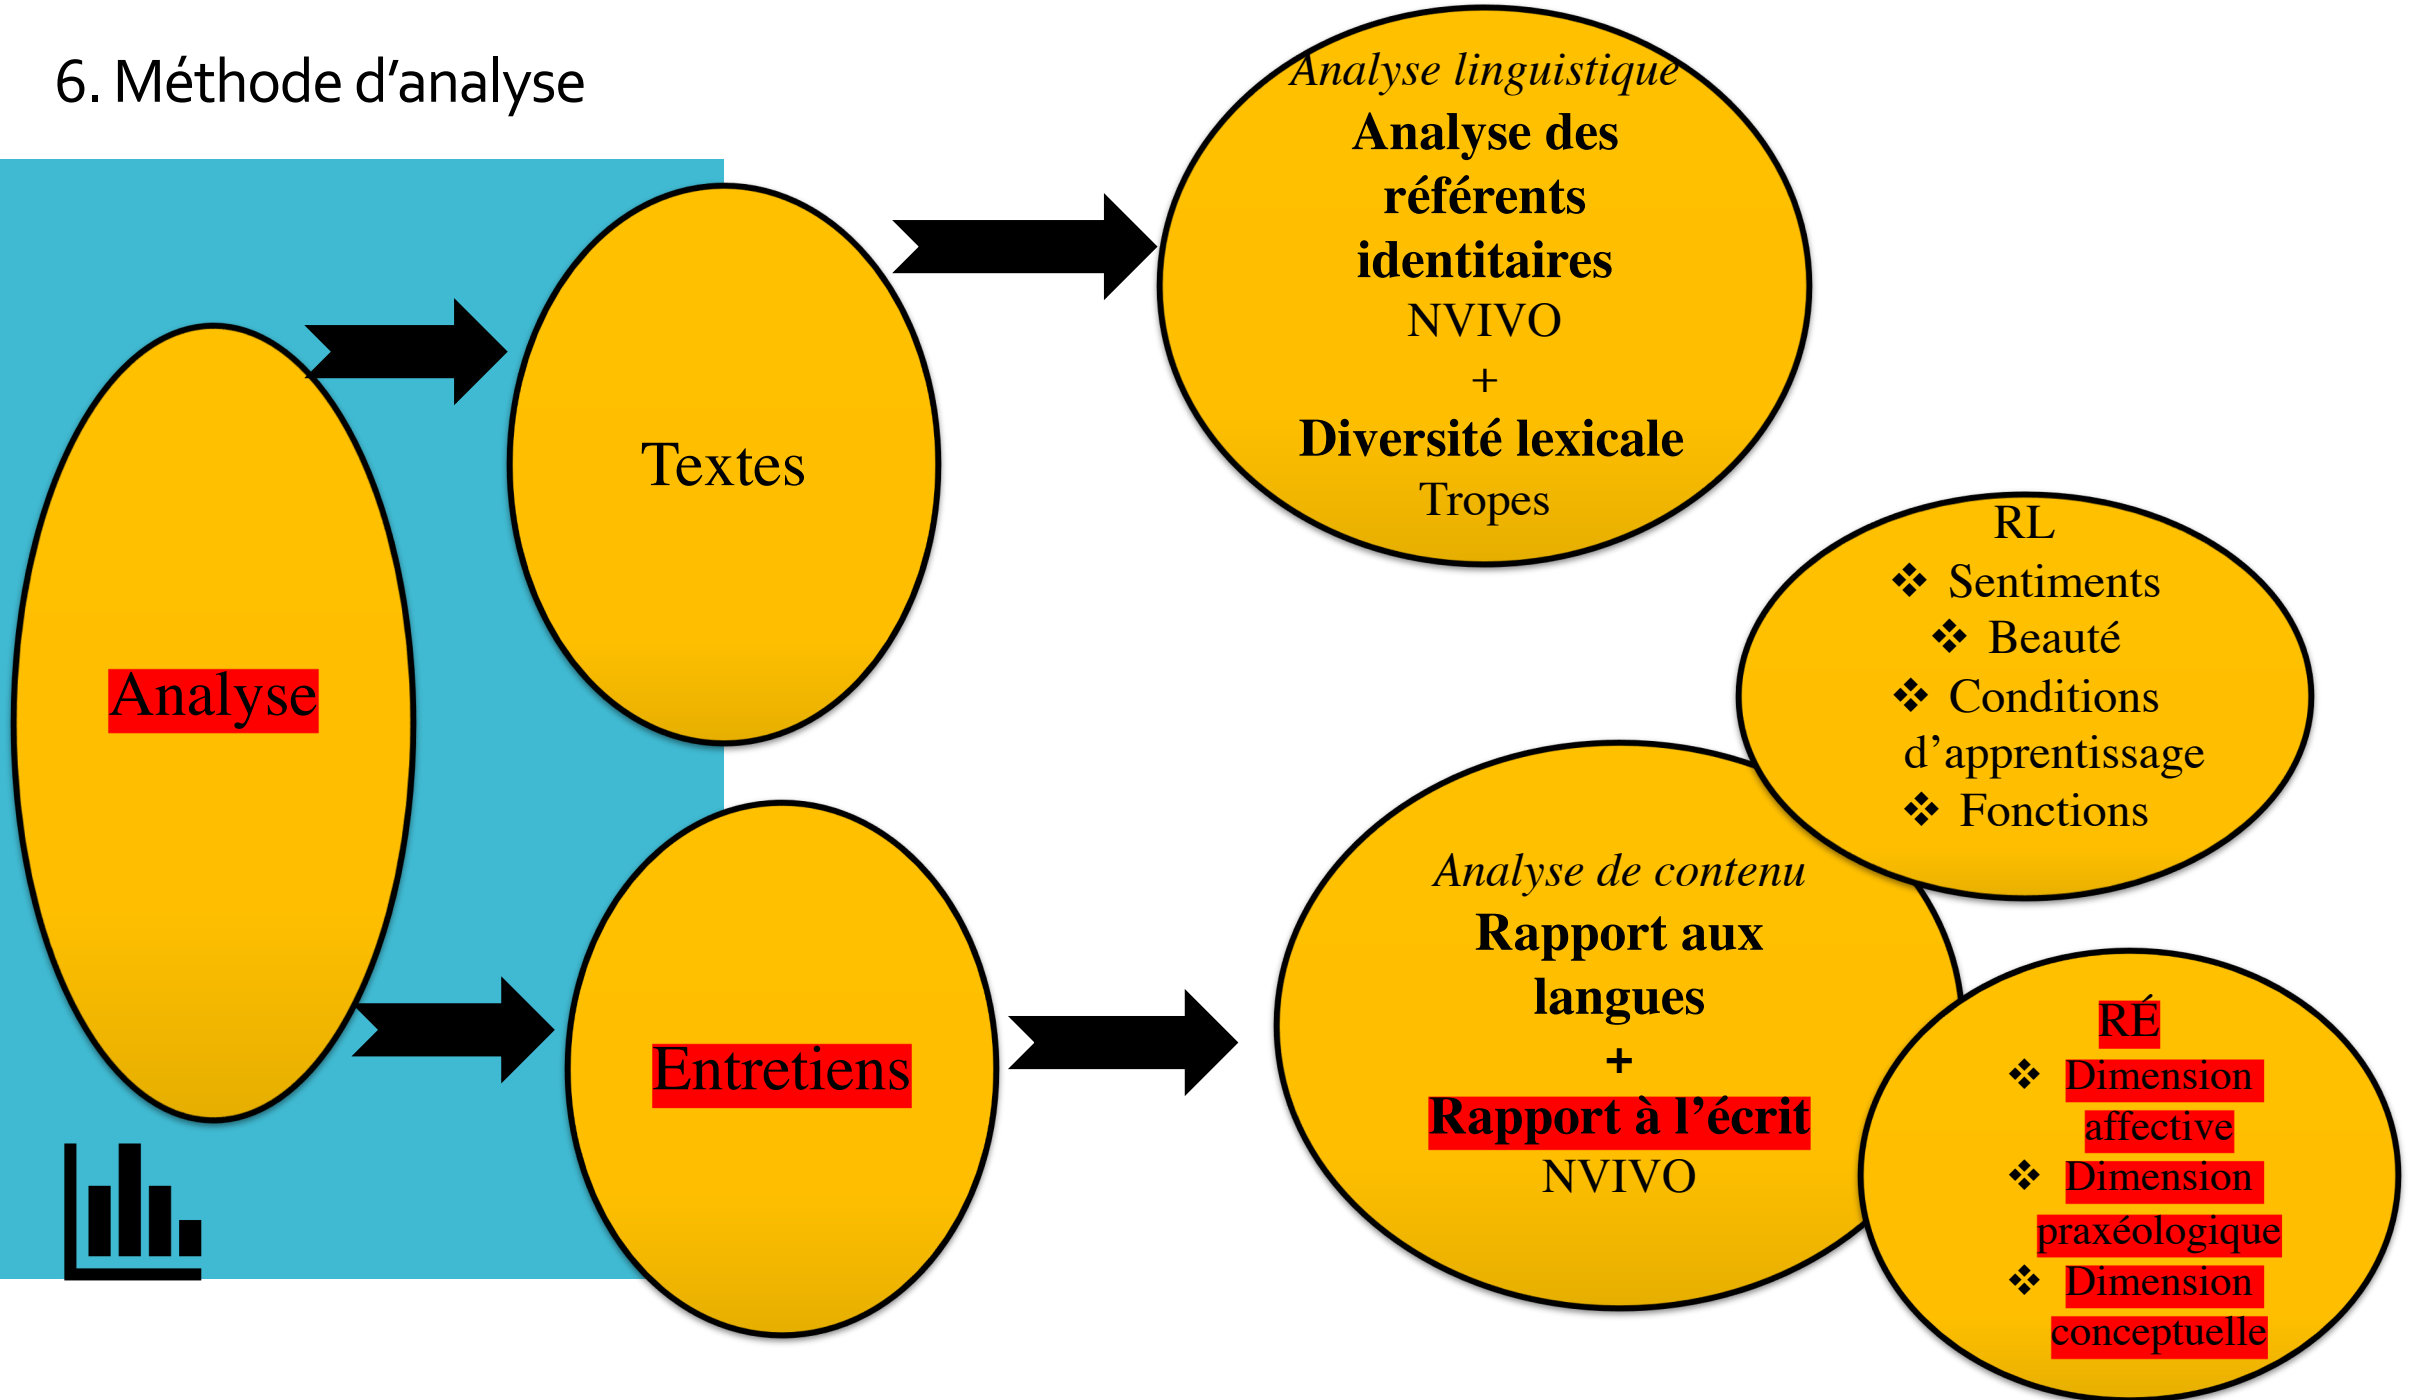 6. Méthode d’analyse
Analyse
Textes
Analyse linguistique
Analyse des
référents
identitaires
NVIVO
+
Diversité lexicale
Tropes
Entretiens
Analyse de contenu
Rapport aux
langues
+
Rapport à l’écrit
NVIVO
RL
❖ Sentiments
❖ Beauté
❖ Conditions
d’apprentissage
❖ Fonctions
RÉ
❖ Dimension
affective
❖ Dimension
praxéologique
❖ Dimension
conceptuelle